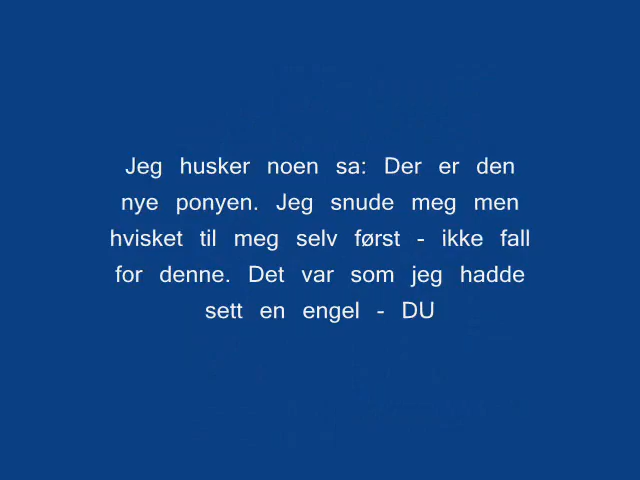 Jeg husker noen sa: Der er den
nye ponyen. Jeg snude meg men
hvisket til meg selv først - ikke fall
for denne. Det var som jeg hadde
sett en engel - DU